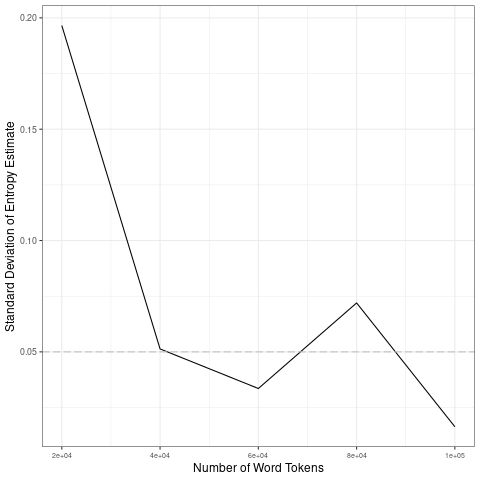 Standard Deviation of Entropy Estimate
0.20
0.15
0.10
0.05
2e+04 4e+04 6e+04 8e+04 1e+05
Number of Word Tokens